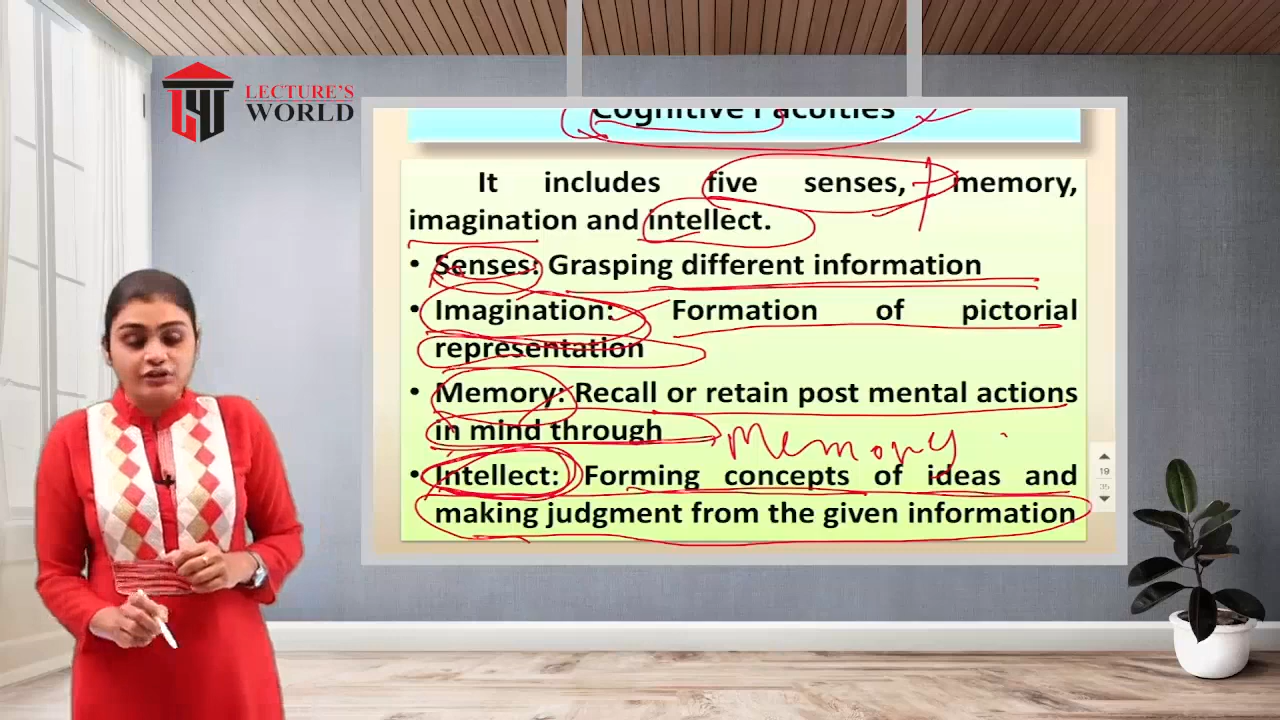 LECTURE'S
WORLD
Cognitive Faculties
It includes five senses, memory,
imagination and intellect.
• Senses: Grasping different information
• Imagination: Formation of pictorial
representation
• Memory: Recall or retain post mental actions
in mind through
Memory
• Intellect: Forming concepts of ideas and
making judgment from the given information
19
35